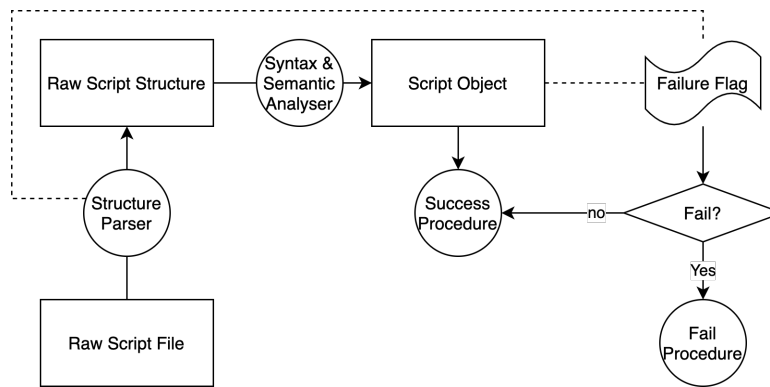 Raw Script Structure
Syntax &
Semantic
Analyser
Script Object
Failure Flag
Structure
Parser
Success
Procedure
no
Fail?
Yes
Raw Script File
Fail
Procedure